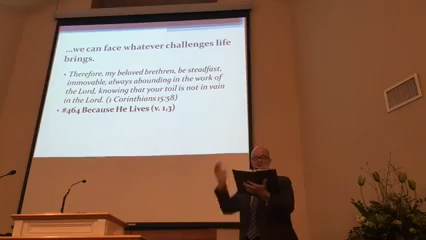 ...we can face whatever challenges life
brings.
• Therefore, my beloved brethren, be steadfast,
immovable, always abounding in the work of
the Lord, knowing that your toil is not in vain
in the Lord. (1 Corinthians 15:58)
• #464 Because He Lives (v. 1,3)